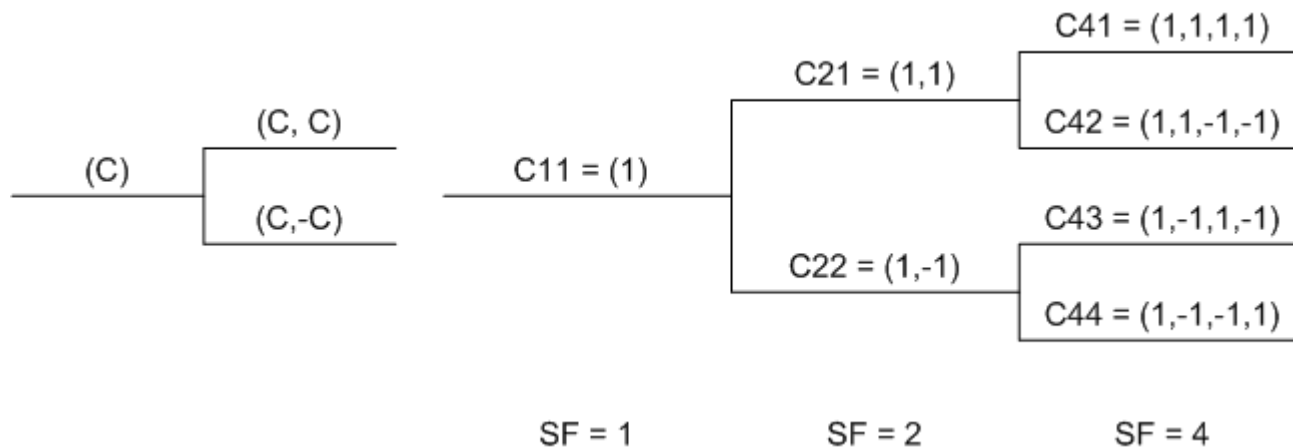 (C)
(C, C)
(C,-C)
C11 = (1)
C21 = (1,1)
C22 = (1,-1)
C41 = (1,1,1,1)
C42 = (1,1,-1,-1)
C43 = (1,-1,1,-1)
C44 = (1,-1,-1,1)
SF = 1
SF = 2
SF = 4